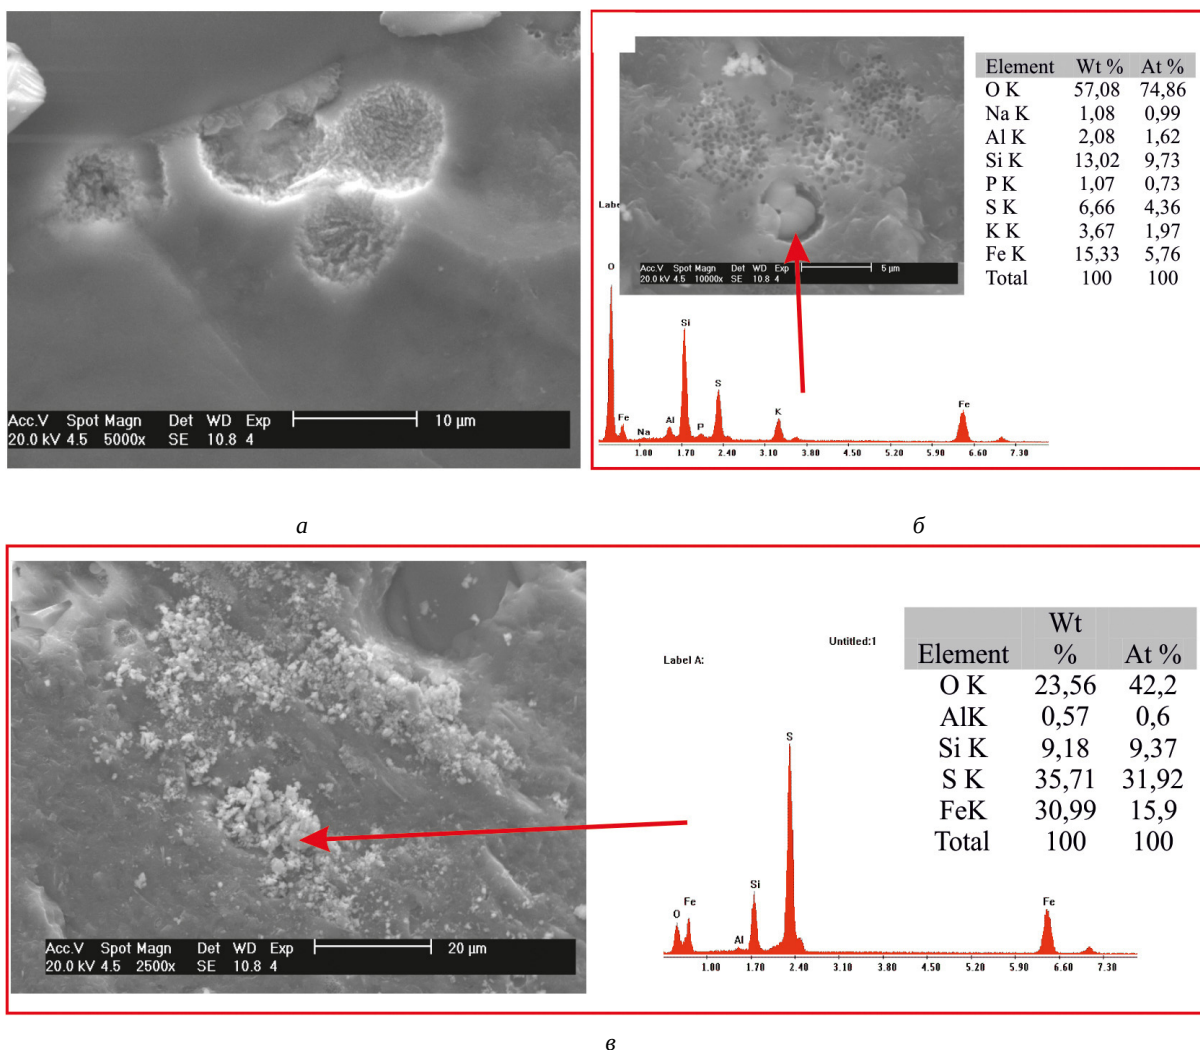 Acc.V Spot Magn Det WD Exp 10 µm
20.0 kV 4.5 5000x SE 10.8 4
а
Element Wt % At %
O K 57,08 74,86
Na K 1,08 0,99
Al K 2,08 1,62
Si K 13,02 9,73
P K 1,07 0,73
S K 6,66 4,36
K K 3,67 1,97
Fe K 15,33 5,76
Total 100 100
Acc.V Spot Magn Det WD Exp 5 µm
20.0 kV 4.5 10000x SE 10.8 4
O
Fe
Na
Al
Si
P
S
K
Fe
1.00 1.70 2.40 3.10 3.80 4.50 5.20 5.90 6.60 7.30
б
Acc.V Spot Magn Det WD Exp 20 µm
20.0 kV 4.5 2500x SE 10.8 4
Label A:
Untitled:1
Wt
Element % At %
O K 23,56 42,2
AlK 0,57 0,6
Si K 9,18 9,37
S K 35,71 31,92
FeK 30,99 15,9
Total 100 100
O
Fe
Al
Si
S
Fe
1.00 1.70 2.40 3.10 3.80 4.50 5.20 5.90 6.60 7.30
в